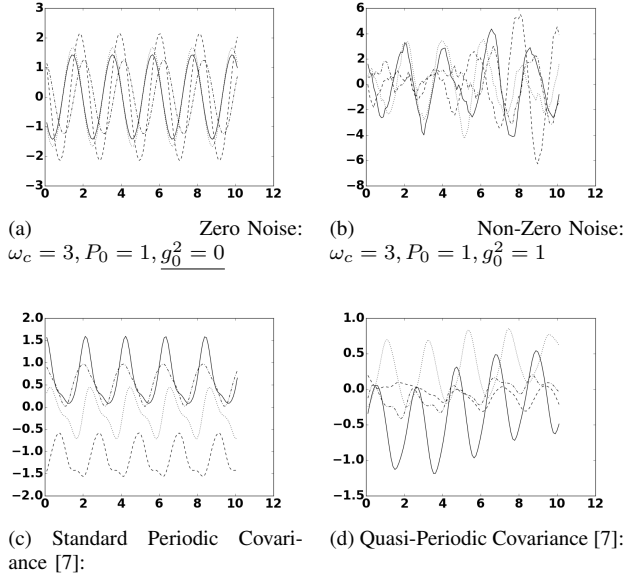 3
2
1
0
−1
−2
−3
0 2 4 6 8 10 12
6
4
2
0
−2
−4
−6
−8
0 2 4 6 8 10 12
(a) Zero Noise:
ω_c = 3, P_0 = 1, g_0^2 = 0
(b) Non-Zero Noise:
ω_c = 3, P_0 = 1, g_0^2 = 1
2.0
1.5
1.0
0.5
0.0
−0.5
−1.0
−1.5
−2.0
0 2 4 6 8 10 12
1.0
0.5
0.0
−0.5
−1.0
−1.5
0 2 4 6 8 10 12
(c) Standard Periodic Covari-
ance [7]:
(d) Quasi-Periodic Covariance [7]: